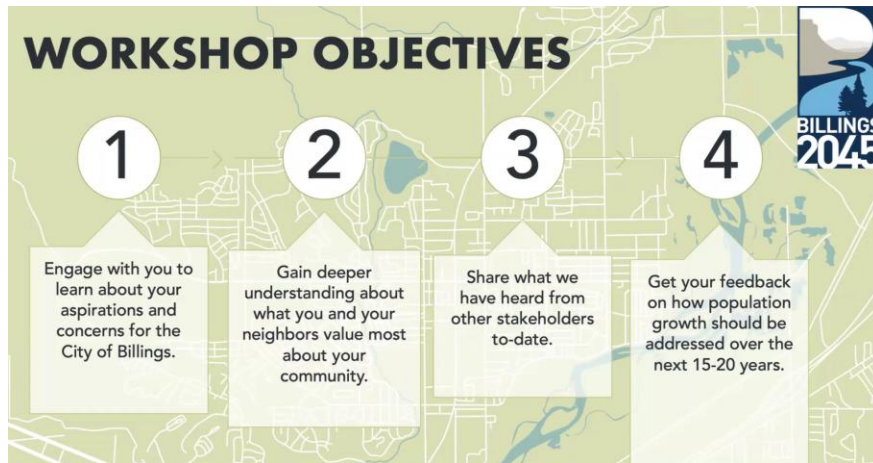 WORKSHOP OBJECTIVES
BILLINGS
2045
1
2
3
4
Engage with you to
learn about your
aspirations and
concerns for the
City of Billings.
Gain deeper
understanding about
what you and your
neighbors value most
about your
community.
Share what we
have heard from
other stakeholders
to-date.
Get your feedback
on how population
growth should be
addressed over the
next 15-20 years.